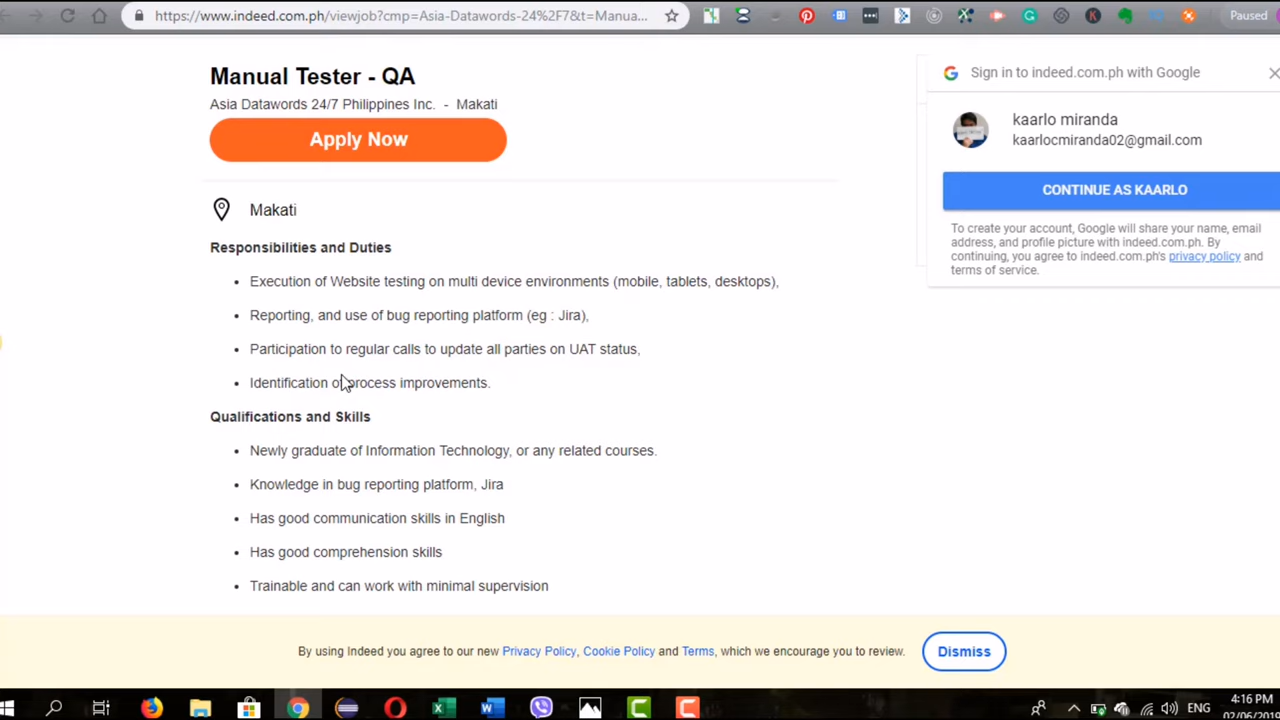 https://www.indeed.com.ph/viewjob?cmp=Asia-Datawords-24%2F7&t=Manua...
Paused
Manual Tester - QA
Asia Datawords 24/7 Philippines Inc. - Makati
Apply Now
Sign in to indeed.com.ph with Google
kaarlo miranda
kaarlocmiranda02@gmail.com
CONTINUE AS KAARLO
To create your account, Google will share your name, email
address, and profile picture with indeed.com.ph. By
continuing, you agree to indeed.com.ph's privacy policy and
terms of service.
Makati
Responsibilities and Duties
• Execution of Website testing on multi device environments (mobile, tablets, desktops),
• Reporting, and use of bug reporting platform (eg : Jira),
• Participation to regular calls to update all parties on UAT status,
• Identification of process improvements.
Qualifications and Skills
• Newly graduate of Information Technology, or any related courses.
• Knowledge in bug reporting platform, Jira
• Has good communication skills in English
• Has good comprehension skills
• Trainable and can work with minimal supervision
By using Indeed you agree to our new Privacy Policy, Cookie Policy and Terms, which we encourage you to review.
Dismiss
ENG
4:16 PM